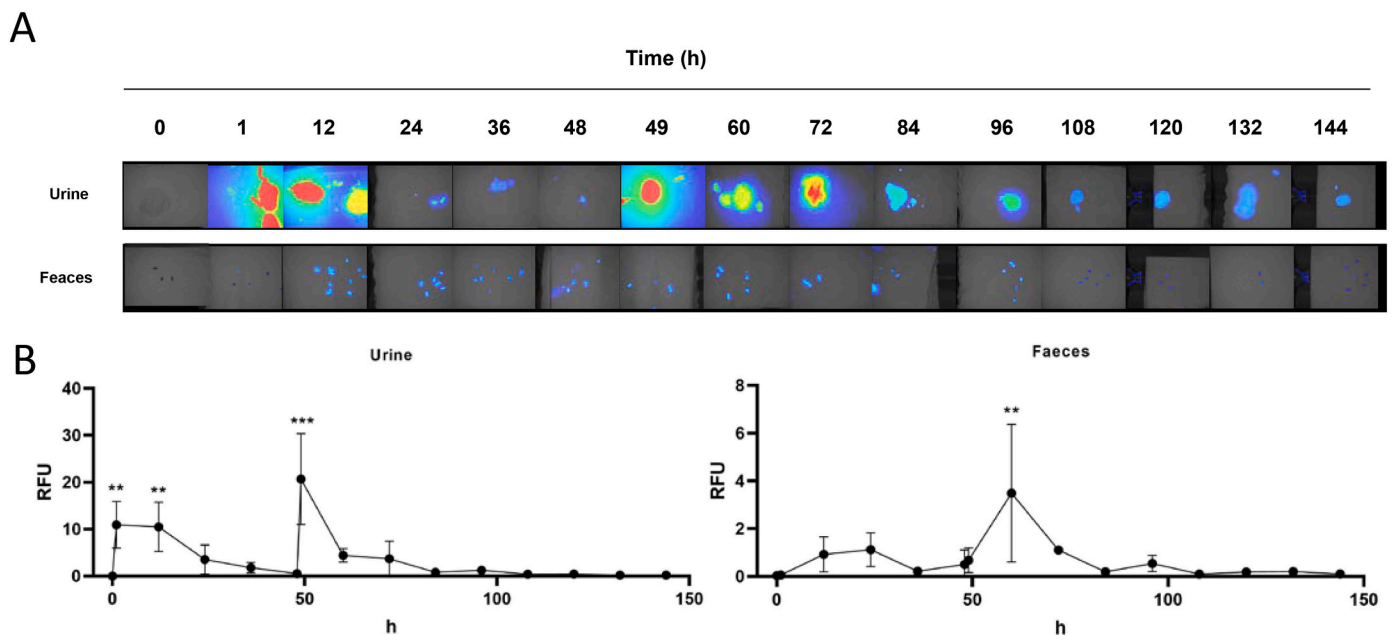 A
Time (h)
0 1 12 24 36 48 49 60 72 84 96 108 120 132 144
Urine
Feaces
B
Urine
40
30
20
10
0
RFU
** ** ***
0 50 100 150
h
Faeces
8
6
4
2
0
RFU
**
0 50 100 150
h